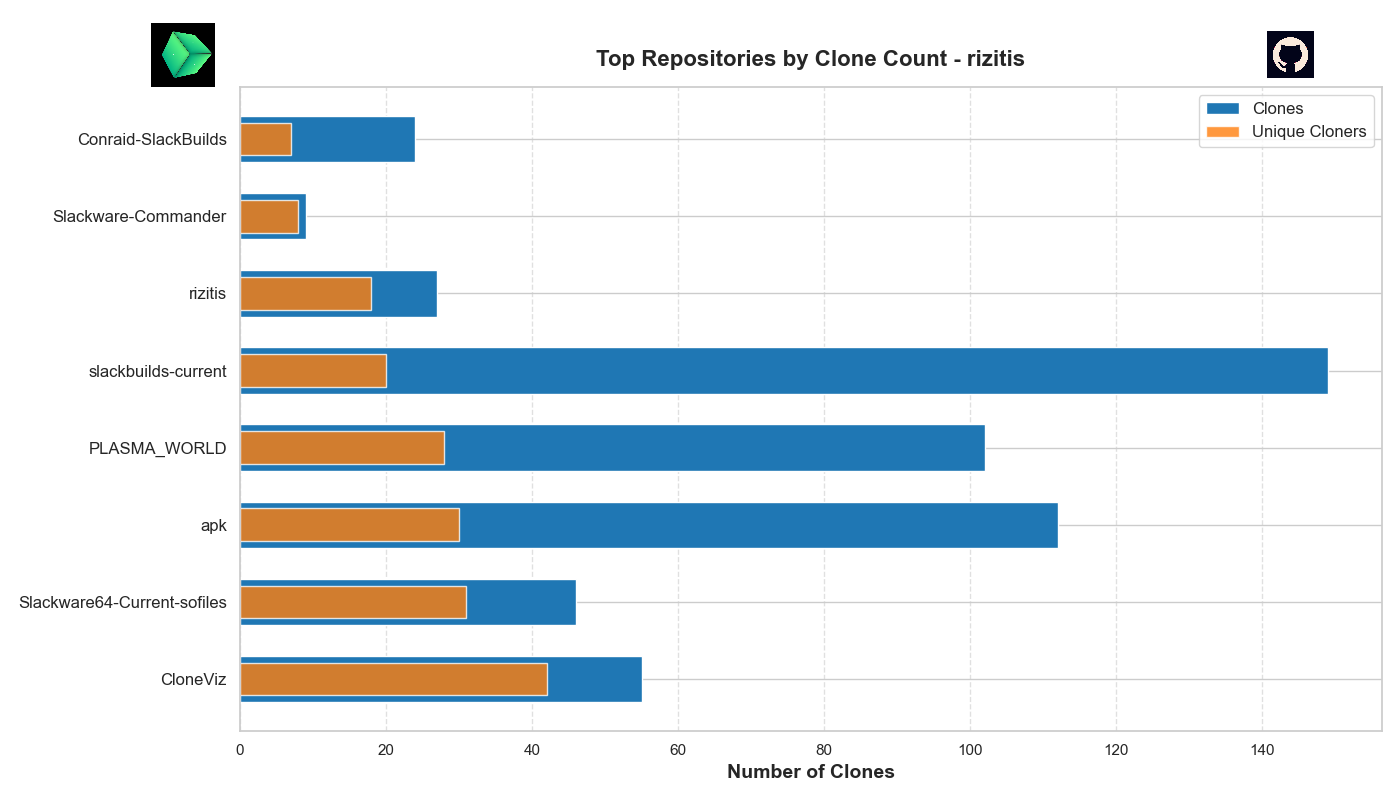 Top Repositories by Clone Count - rizitis
Clones
Unique Cloners
Conraid-SlackBuilds
Slackware-Commander
rizitis
slackbuilds-current
PLASMA_WORLD
apk
Slackware64-Current-sofiles
CloneViz
0 20 40 60 80 100 120 140
Number of Clones